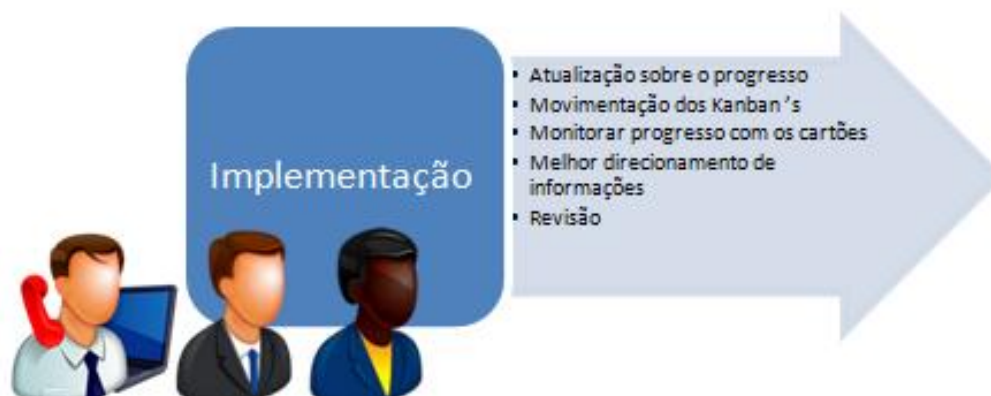 Implementação
▪ Atualização sobre o progresso
▪ Movimentação dos Kanban 's
▪ Monitorar progresso com os cartões
▪ Melhor direcionamento de
informações
▪ Revisão